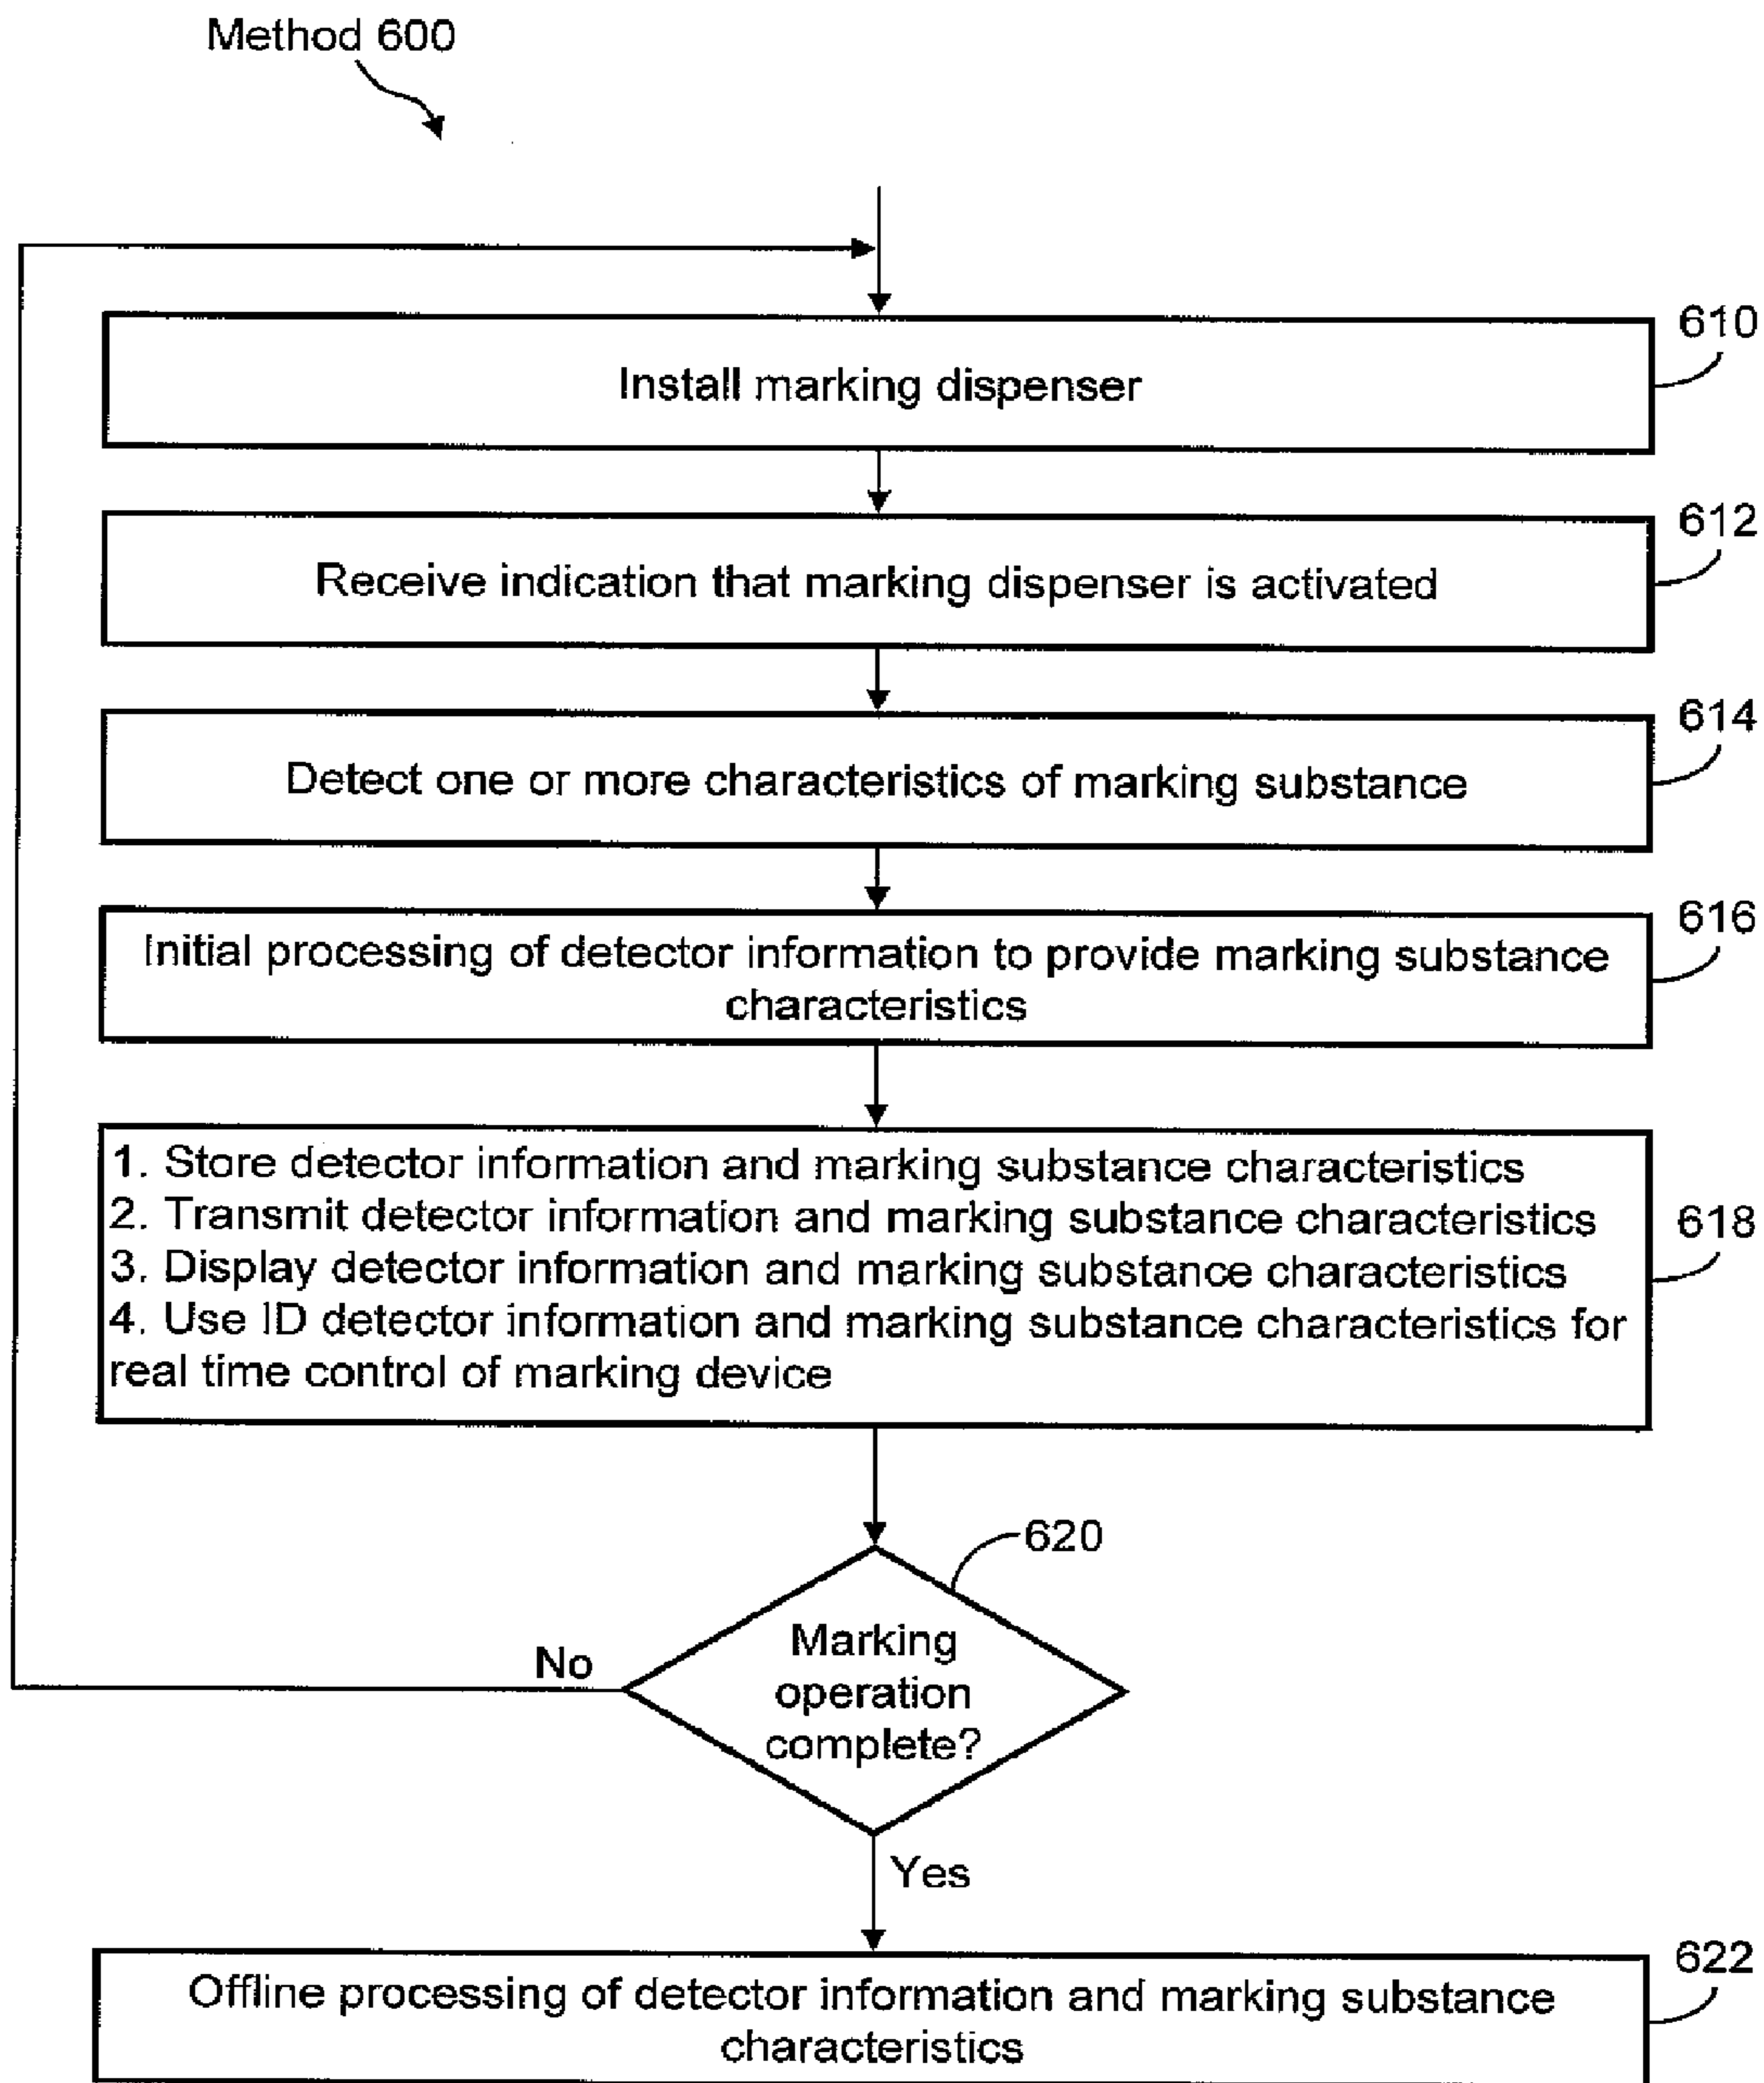 Method 600
610
Install marking dispenser
612
Receive indication that marking dispenser is activated
614
Detect one or more characteristics of marking substance
616
Initial processing of detector information to provide marking substance
characteristics
1. Store detector information and marking substance characteristics
2. Transmit detector information and marking substance characteristics
618
3. Display detector information and marking substance characteristics
4. Use ID detector information and marking substance characteristics for
real time control of marking device
620
Marking
operation
complete?
No
Yes
622
Offline processing of detector information and marking substance
characteristics